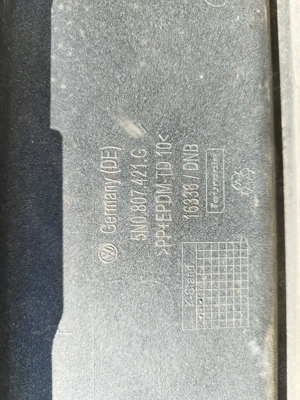 Germany (DE)
5N0.807.421.G
>PP+EPDM-TD 10<
16336 / DNB